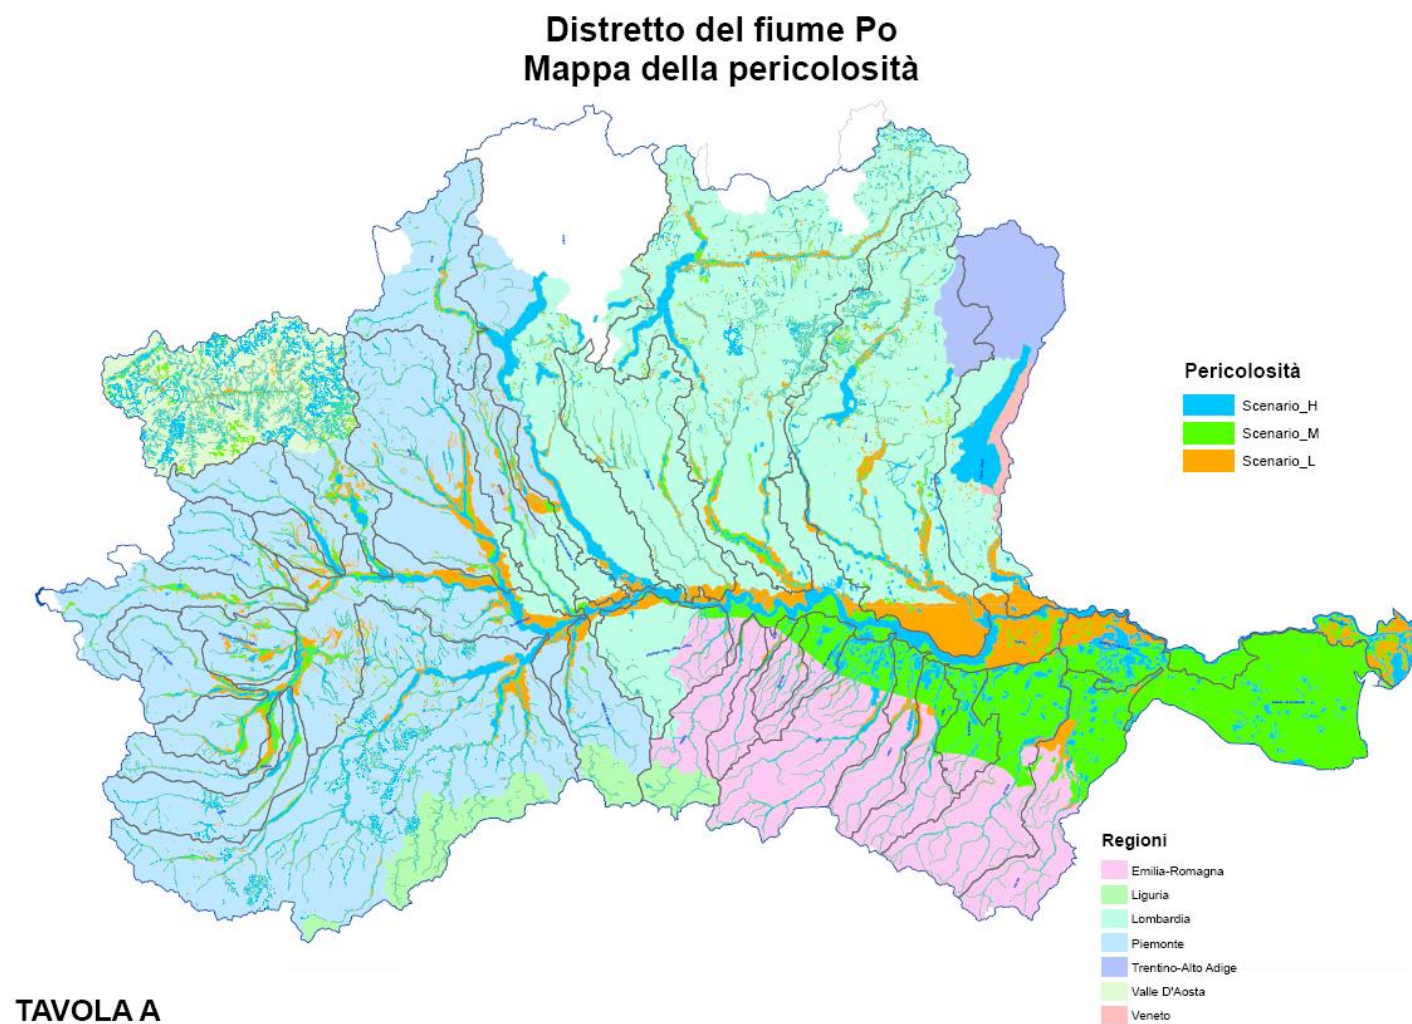 Distretto del fiume Po
Mappa della pericolosità
Pericolosità
Scenario_H
Scenario_M
Scenario_L
Regioni
Emilia-Romagna
Liguria
Lombardia
Piemonte
Trentino-Alto Adige
Valle D'Aosta
Veneto
TAVOLA A